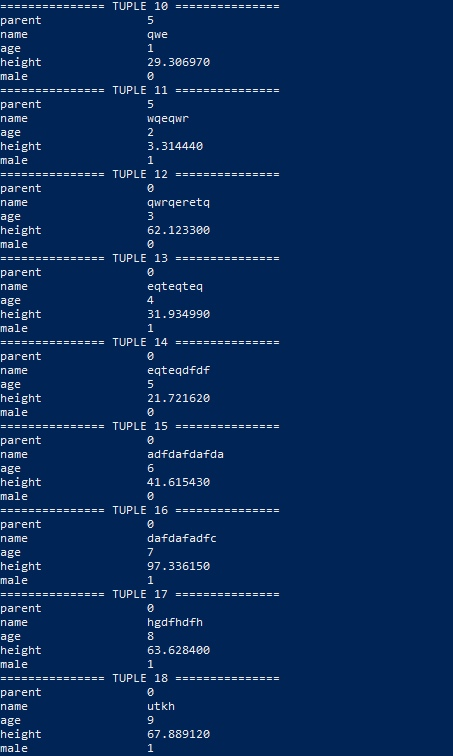 =============== TUPLE 10 ===============
parent               5
name                 qwe
age                  1
height               29.306970
male                 0
=============== TUPLE 11 ===============
parent               5
name                 wqeqwr
age                  2
height               3.314440
male                 1
=============== TUPLE 12 ===============
parent               0
name                 qwrqeretq
age                  3
height               62.123300
male                 0
=============== TUPLE 13 ===============
parent               0
name                 eqteqteq
age                  4
height               31.934990
male                 1
=============== TUPLE 14 ===============
parent               0
name                 eqteqdfdf
age                  5
height               21.721620
male                 0
=============== TUPLE 15 ===============
parent               0
name                 adfdafdafda
age                  6
height               41.615430
male                 0
=============== TUPLE 16 ===============
parent               0
name                 dafdafadfc
age                  7
height               97.336150
male                 1
=============== TUPLE 17 ===============
parent               0
name                 hgdfhdfh
age                  8
height               63.628400
male                 1
=============== TUPLE 18 ===============
parent               0
name                 utkh
age                  9
height               67.889120
male                 1